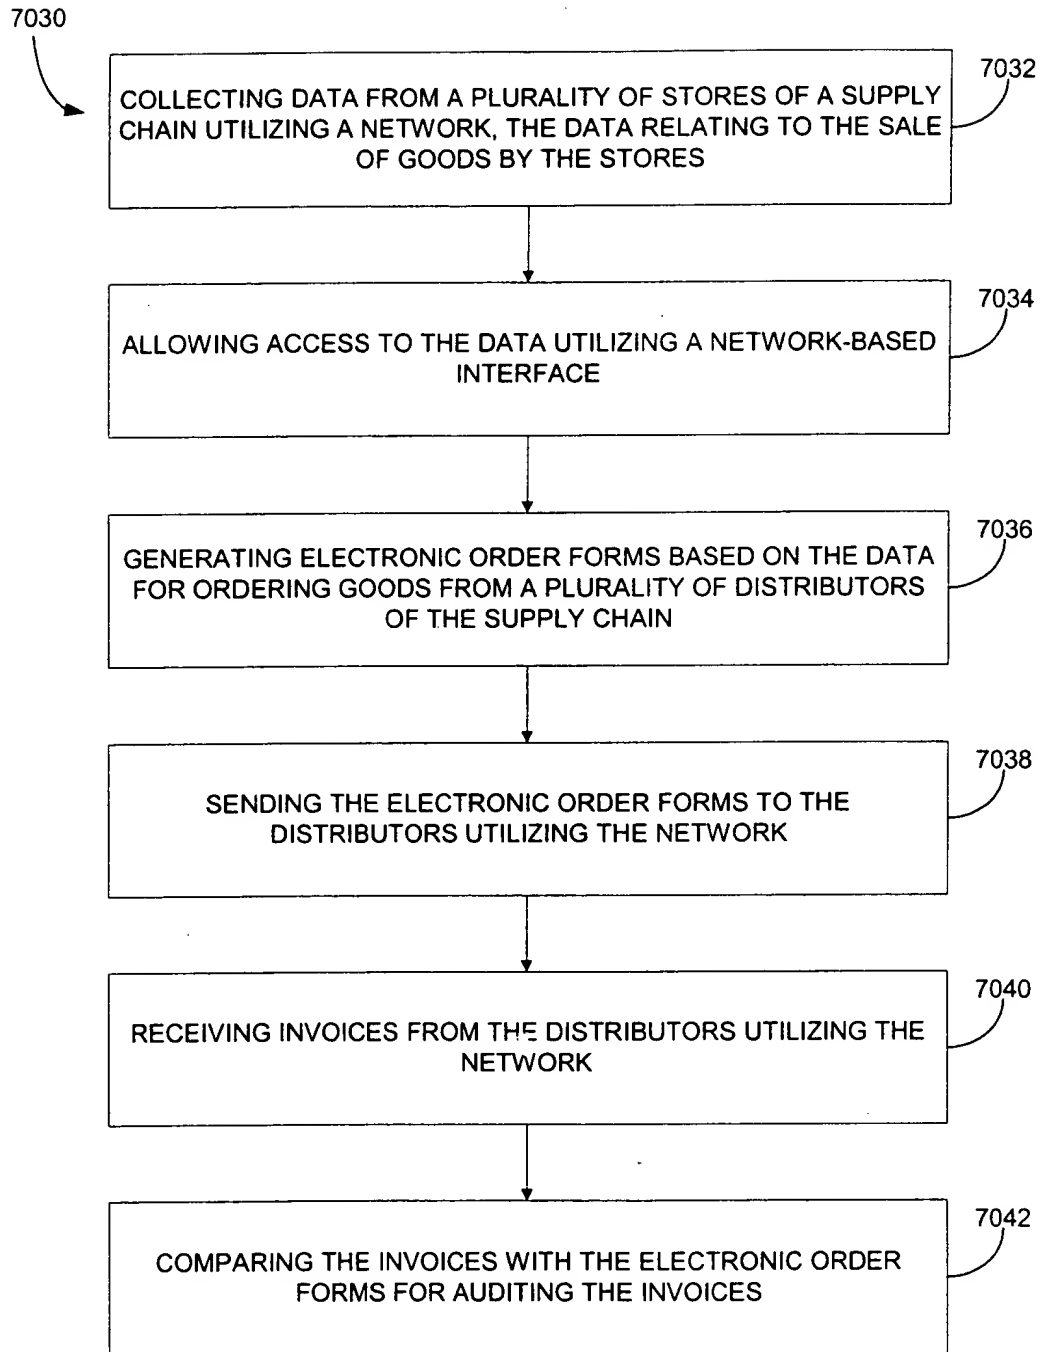 7030
7032
COLLECTING DATA FROM A PLURALITY OF STORES OF A SUPPLY
CHAIN UTILIZING A NETWORK, THE DATA RELATING TO THE SALE
OF GOODS BY THE STORES
7034
ALLOWING ACCESS TO THE DATA UTILIZING A NETWORK-BASED
INTERFACE
7036
GENERATING ELECTRONIC ORDER FORMS BASED ON THE DATA
FOR ORDERING GOODS FROM A PLURALITY OF DISTRIBUTORS
OF THE SUPPLY CHAIN
7038
SENDING THE ELECTRONIC ORDER FORMS TO THE
DISTRIBUTORS UTILIZING THE NETWORK
7040
RECEIVING INVOICES FROM THE DISTRIBUTORS UTILIZING THE
NETWORK
7042
COMPARING THE INVOICES WITH THE ELECTRONIC ORDER
FORMS FOR AUDITING THE INVOICES